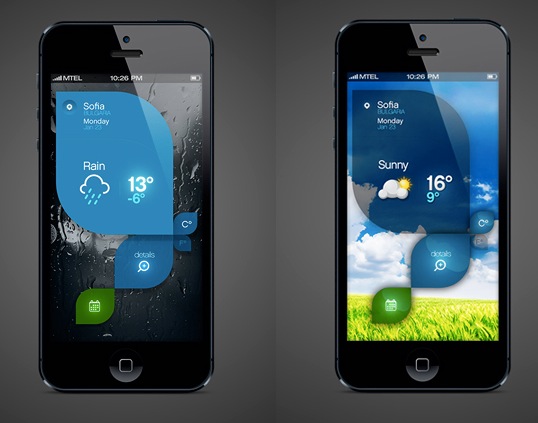 MTEL 10:26 PM
Sofia
BULGARIA
Monday
Jan 23
Rain
13°
-6°
C°
F°
details
MTEL 10:26 PM
Sofia
BULGARIA
Monday
Jan 23
Sunny
16°
9°
C°
F°
details